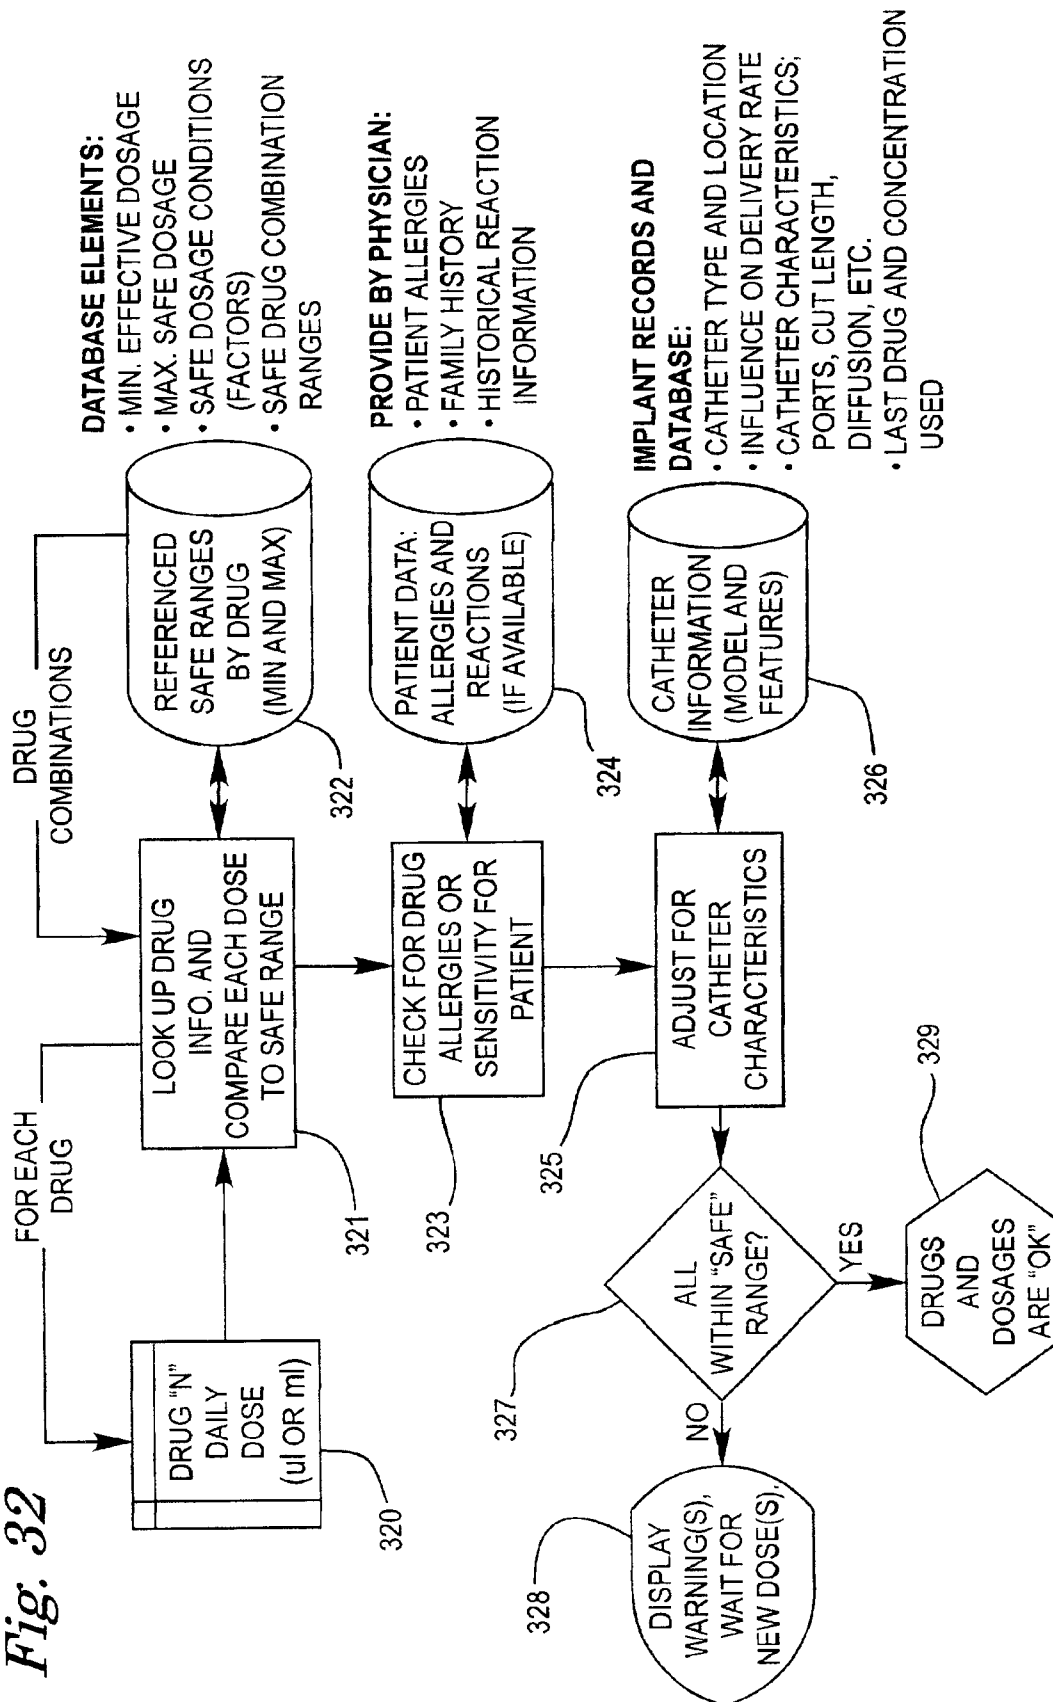 Fig. 32
FOR EACH
DRUG
DRUG
COMBINATIONS
DRUG "N"
DAILY
DOSE
(ul OR ml)
320
LOOK UP DRUG
INFO. AND
COMPARE EACH DOSE
TO SAFE RANGE
321
REFERENCED
SAFE RANGES
BY DRUG
(MIN AND MAX)
322
DATABASE ELEMENTS:
• MIN. EFFECTIVE DOSAGE
• MAX. SAFE DOSAGE
• SAFE DOSAGE CONDITIONS
(FACTORS)
• SAFE DRUG COMBINATION
RANGES
CHECK FOR DRUG
ALLERGIES OR
SENSITIVITY FOR
PATIENT
323
PATIENT DATA:
ALLERGIES AND
REACTIONS
(IF AVAILABLE)
324
PROVIDE BY PHYSICIAN:
• PATIENT ALLERGIES
• FAMILY HISTORY
• HISTORICAL REACTION
INFORMATION
ADJUST FOR
CATHETER
CHARACTERISTICS
325
CATHETER
INFORMATION
(MODEL AND
FEATURES)
326
IMPLANT RECORDS AND
DATABASE:
• CATHETER TYPE AND LOCATION
• INFLUENCE ON DELIVERY RATE
• CATHETER CHARACTERISTICS;
PORTS, CUT LENGTH,
DIFFUSION, ETC.
• LAST DRUG AND CONCENTRATION
USED
ALL
WITHIN "SAFE"
RANGE?
327
NO
YES
DISPLAY
WARNING(S),
WAIT FOR
NEW DOSE(S),
328
DRUGS
AND
DOSAGES
ARE "OK"
329